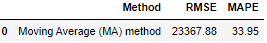 Method RMSE MAPE
0 Moving Average (MA) method 23367.88 33.95